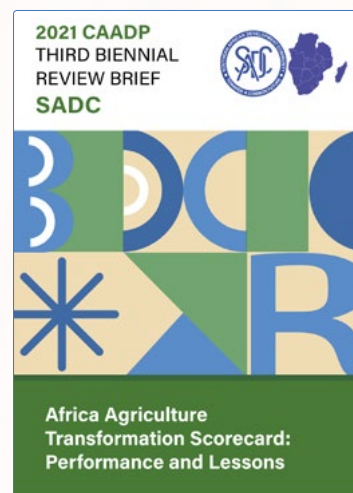 2021 CAADP
THIRD BIENNIAL
REVIEW BRIEF
SADC
SADC
R
Africa Agriculture
Transformation Scorecard:
Performance and Lessons